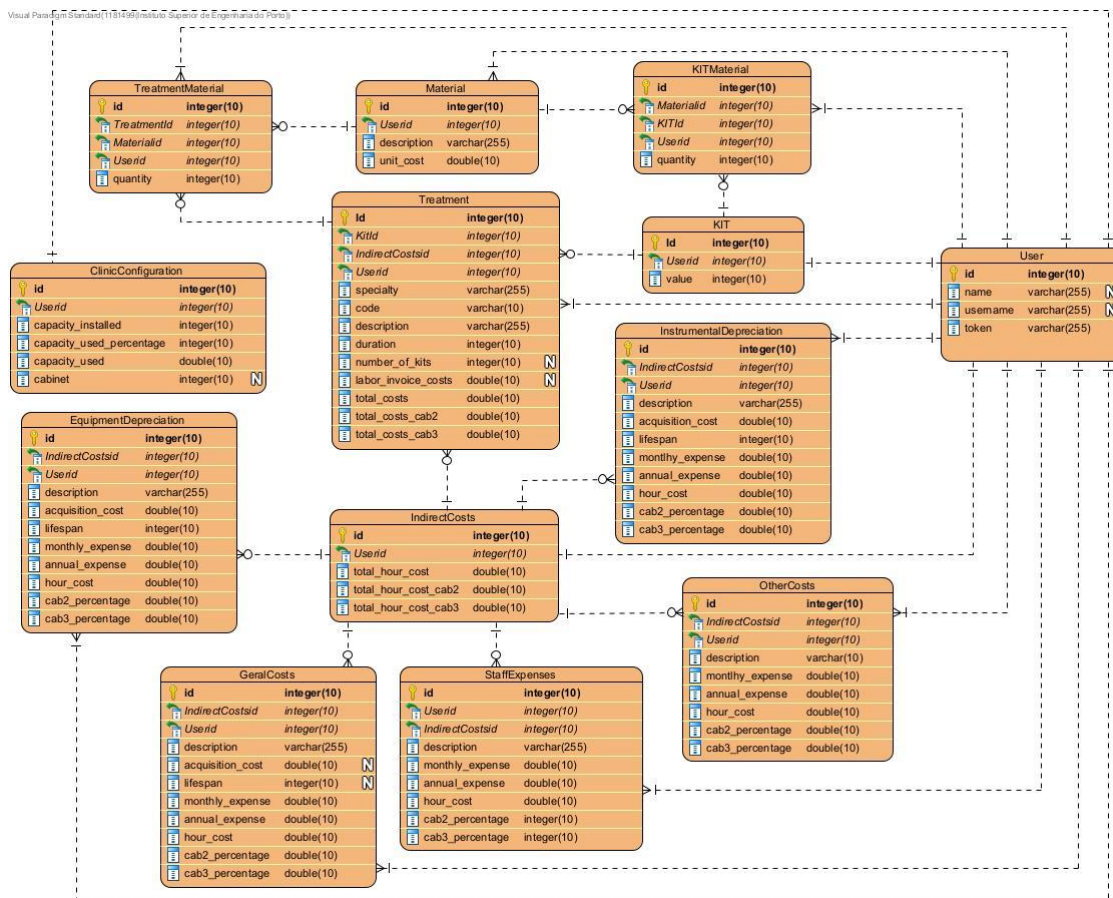 Visual Paradigm Standard(1181499(Instituto Superior de Engenharia do Porto))
TreatmentMaterial
id integer(10)
TreatmentId integer(10)
Materialid integer(10)
Userid integer(10)
quantity integer(10)
Material
id integer(10)
Userid integer(10)
description varchar(255)
unit_cost double(10)
KITMaterial
id integer(10)
Materialid integer(10)
KITId integer(10)
Userid integer(10)
quantity integer(10)
Treatment
Id integer(10)
KitId integer(10)
IndirectCostsid integer(10)
Userid integer(10)
specialty varchar(255)
code varchar(10)
description varchar(255)
duration integer(10)
number_of_kits integer(10) N
labor_invoice_costs double(10) N
total_costs double(10)
total_costs_cab2 double(10)
total_costs_cab3 double(10)
KIT
Id integer(10)
Userid integer(10)
value integer(10)
User
id integer(10)
name varchar(255) N
username varchar(255) N
token varchar(255)
ClinicConfiguration
id integer(10)
Userid integer(10)
capacity_installed integer(10)
capacity_used_percentage integer(10)
capacity_used double(10)
cabinet integer(10) N
InstrumentalDepreciation
id integer(10)
IndirectCostsid integer(10)
Userid integer(10)
description varchar(255)
acquisition_cost double(10)
lifespan integer(10)
montlhy_expense double(10)
annual_expense double(10)
hour_cost double(10)
cab2_percentage double(10)
cab3_percentage double(10)
EquipmentDepreciation
id integer(10)
IndirectCostsid integer(10)
Userid integer(10)
description varchar(255)
acquisition_cost double(10)
lifespan integer(10)
monthly_expense double(10)
annual_expense double(10)
hour_cost double(10)
cab2_percentage double(10)
cab3_percentage double(10)
IndirectCosts
id integer(10)
Userid integer(10)
total_hour_cost double(10)
total_hour_cost_cab2 double(10)
total_hour_cost_cab3 double(10)
OtherCosts
id integer(10)
IndirectCostsid integer(10)
Userid integer(10)
description varchar(10)
montlhy_expense double(10)
annual_expense double(10)
hour_cost double(10)
cab2_percentage double(10)
cab3_percentage double(10)
GeralCosts
id integer(10)
IndirectCostsid integer(10)
Userid integer(10)
description varchar(255)
acquisition_cost double(10) N
lifespan integer(10) N
monthly_expense double(10)
annual_expense double(10)
hour_cost double(10)
cab2_percentage double(10)
cab3_percentage double(10)
StaffExpenses
id integer(10)
Userid integer(10)
IndirectCostsid integer(10)
description varchar(255)
monthly_expense double(10)
annual_expense double(10)
hour_cost double(10)
cab2_percentage integer(10)
cab3_percentage integer(10)